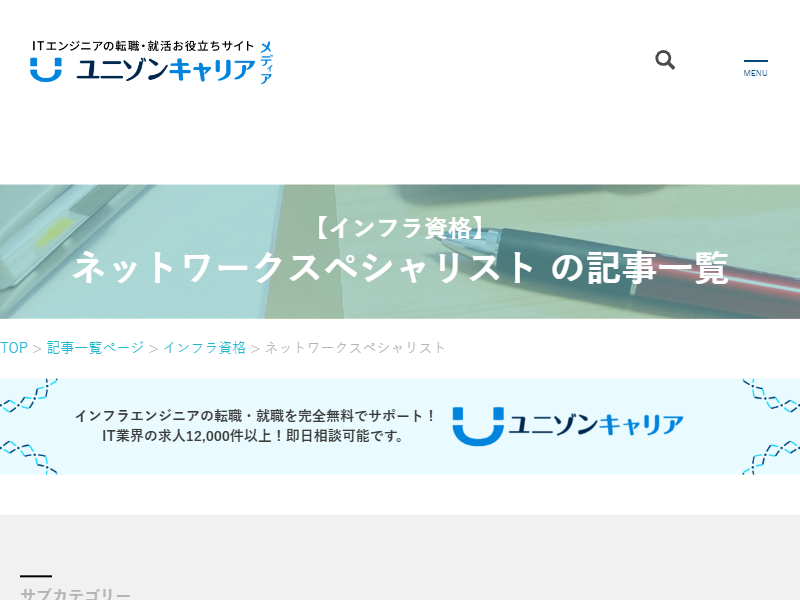 ITエンジニアの転職・就活お役立ちサイト
ユニゾンキャリア
メディア
MENU
【インフラ資格】
ネットワークスペシャリスト の記事一覧
TOP > 記事一覧ページ > インフラ資格 > ネットワークスペシャリスト
インフラエンジニアの転職・就職を完全無料でサポート！
IT業界の求人12,000件以上！即日相談可能です。
ユニゾンキャリア
サブカテゴリー